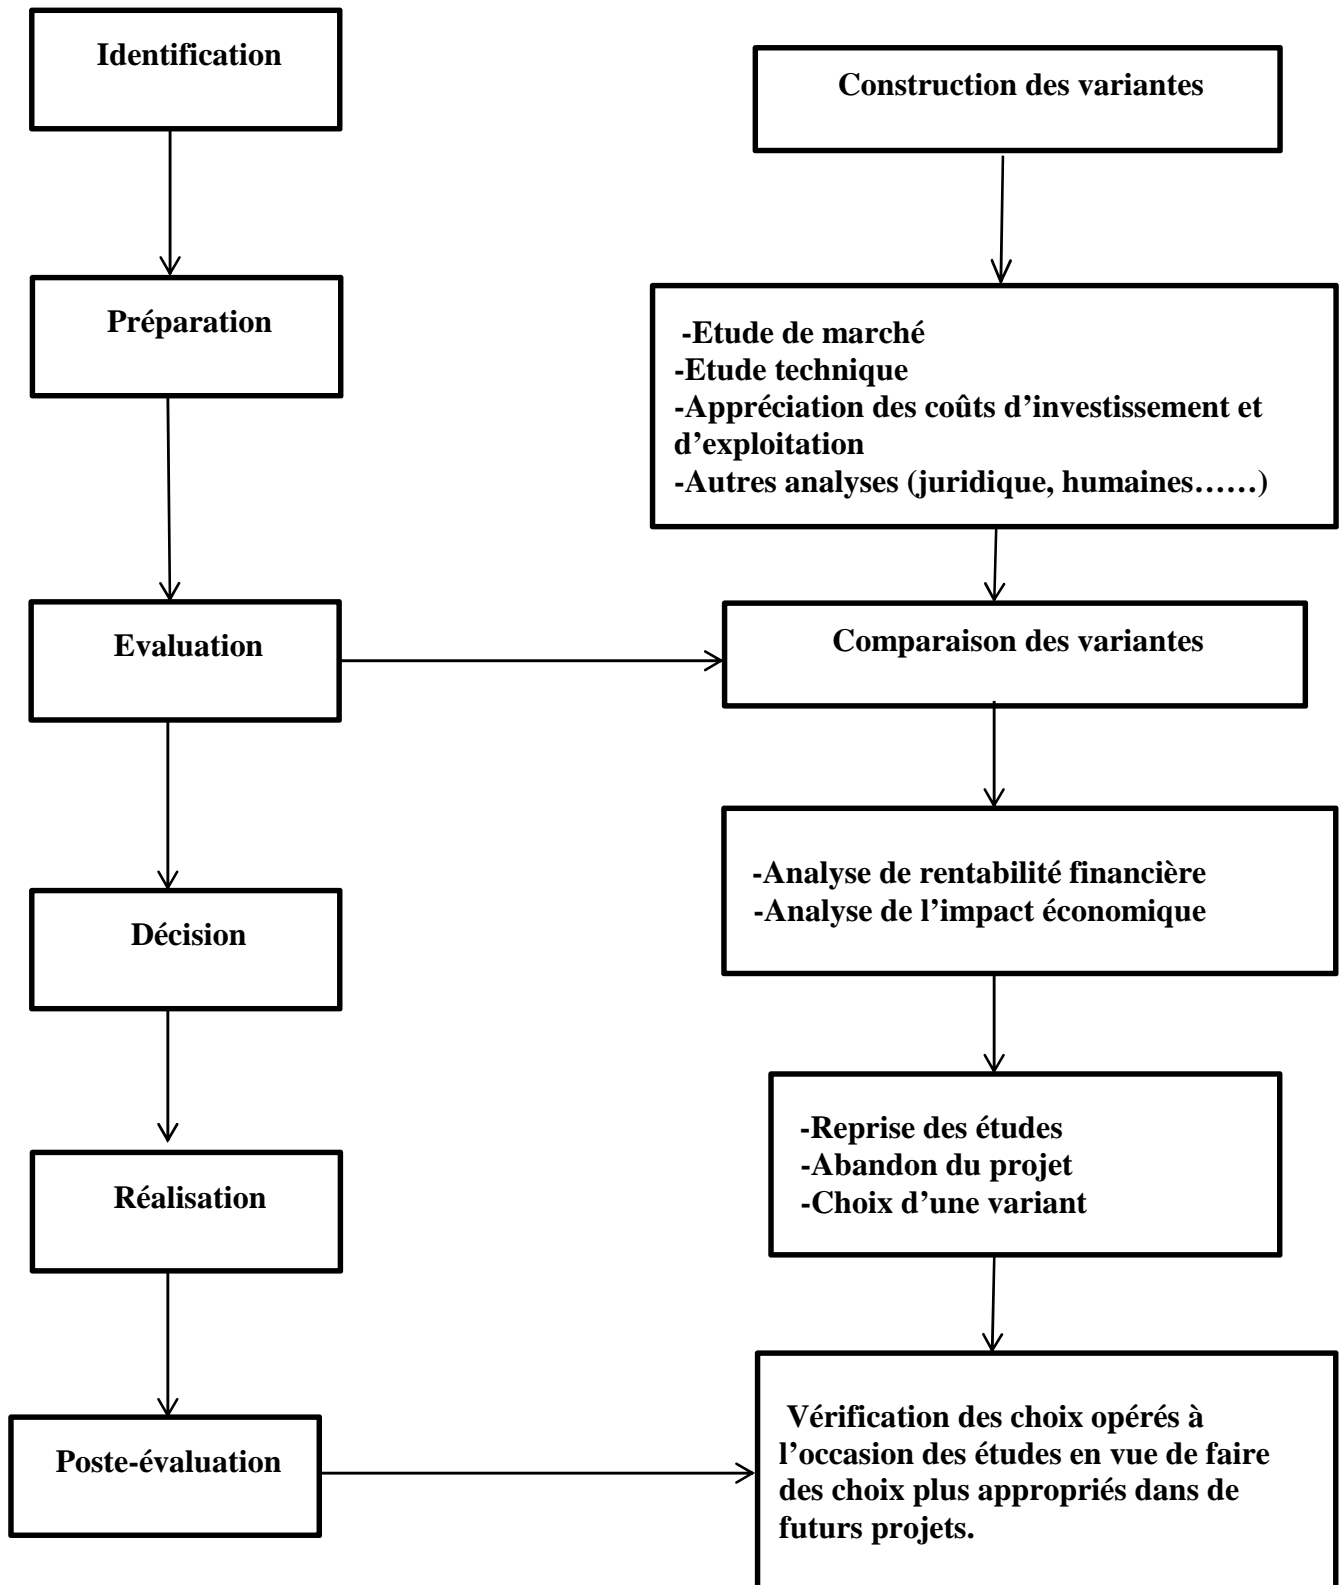 Identification
Construction des variantes
Préparation
-Etude de marché
-Etude technique
-Appréciation des coûts d’investissement et
d’exploitation
-Autres analyses (juridique, humaines……)
Evaluation
Comparaison des variantes
-Analyse de rentabilité financière
-Analyse de l’impact économique
Décision
-Reprise des études
-Abandon du projet
-Choix d’une variant
Réalisation
Vérification des choix opérés à
l’occasion des études en vue de faire
des choix plus appropriés dans de
futurs projets.
Poste-évaluation